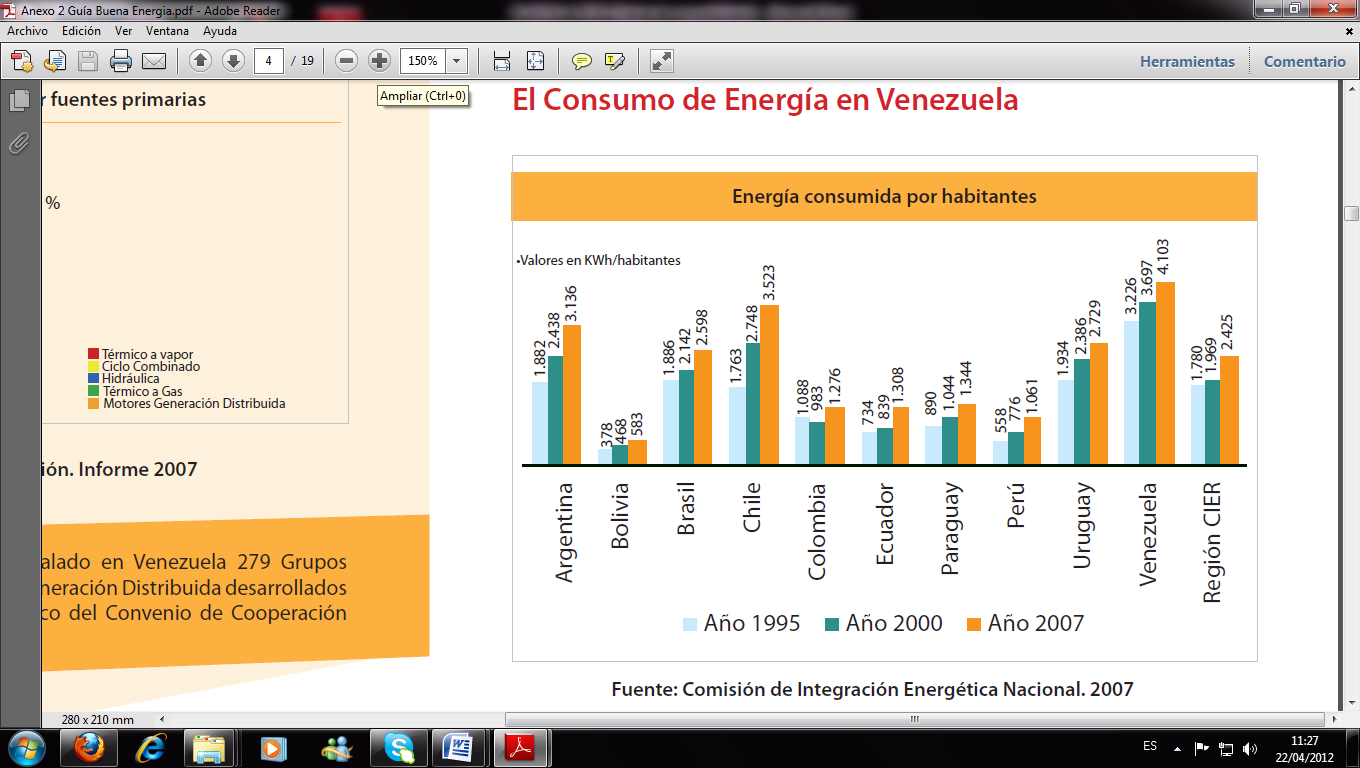 Anexo 2 Guía Buena Energia.pdf - Adobe Reader
Archivo Edición Ver Ventana Ayuda
4 / 19 150% Herramientas Comentario
Ampliar (Ctrl+0)
r fuentes primarias
%
Térmico a vapor
Ciclo Combinado
Hidráulica
Térmico a Gas
Motores Generación Distribuida
ión. Informe 2007
alado en Venezuela 279 Grupos
neración Distribuida desarrollados
co del Convenio de Cooperación
El Consumo de Energía en Venezuela
Energía consumida por habitantes
•Valores en KWh/habitantes
1.882 2.438 3.136
378 468 583
1.886 2.142 2.598
1.763 2.748 3.523
1.088 983 1.276
734 839 1.308
890 1.044 1.344
558 776 1.061
1.934 2.386 2.729
3.226 3.697 4.103
1.780 1.969 2.425
Argentina
Bolivia
Brasil
Chile
Colombia
Ecuador
Paraguay
Perú
Uruguay
Venezuela
Región CIER
Año 1995 Año 2000 Año 2007
Fuente: Comisión de Integración Energética Nacional. 2007
280 x 210 mm
ES 11:27
22/04/2012